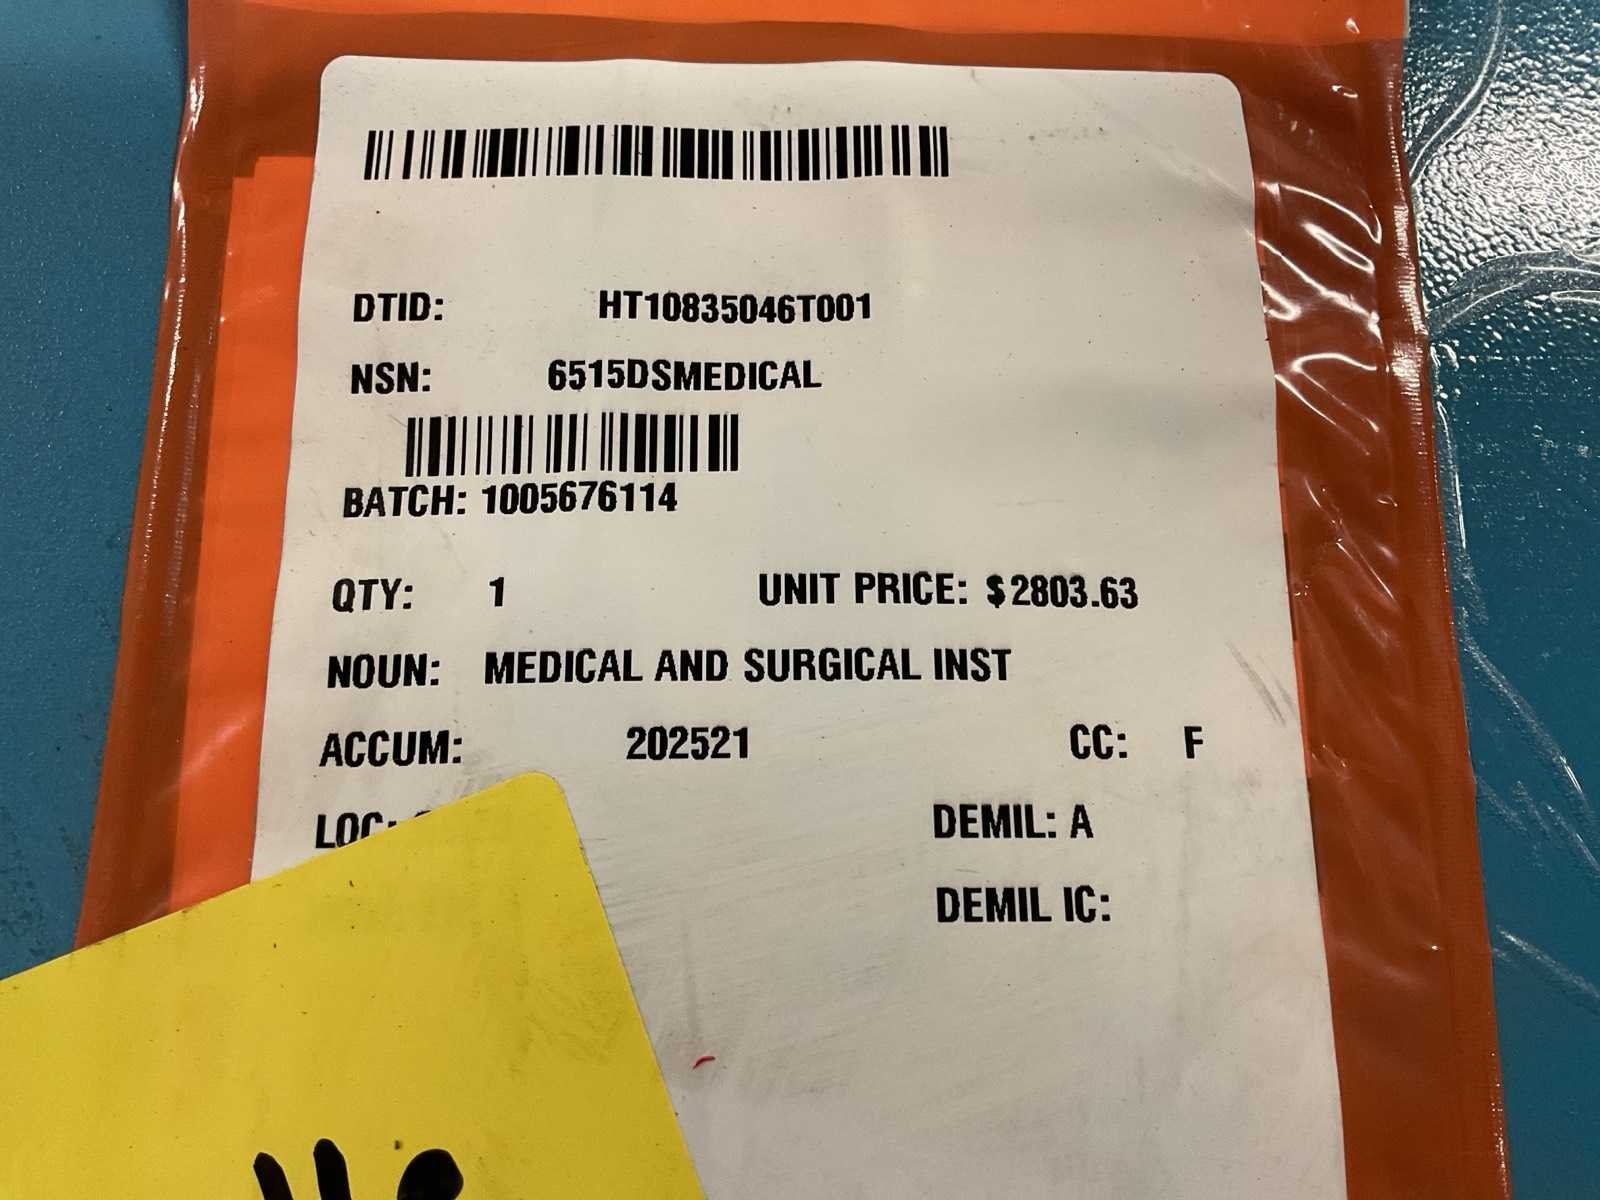 DTID: HT10835046T001
NSN: 6515DSMEDICAL
BATCH: 1005676114
QTY: 1 UNIT PRICE: $2803.63
NOUN: MEDICAL AND SURGICAL INST
ACCUM: 202521 CC: F
LOC: DEMIL: A
DEMIL IC: